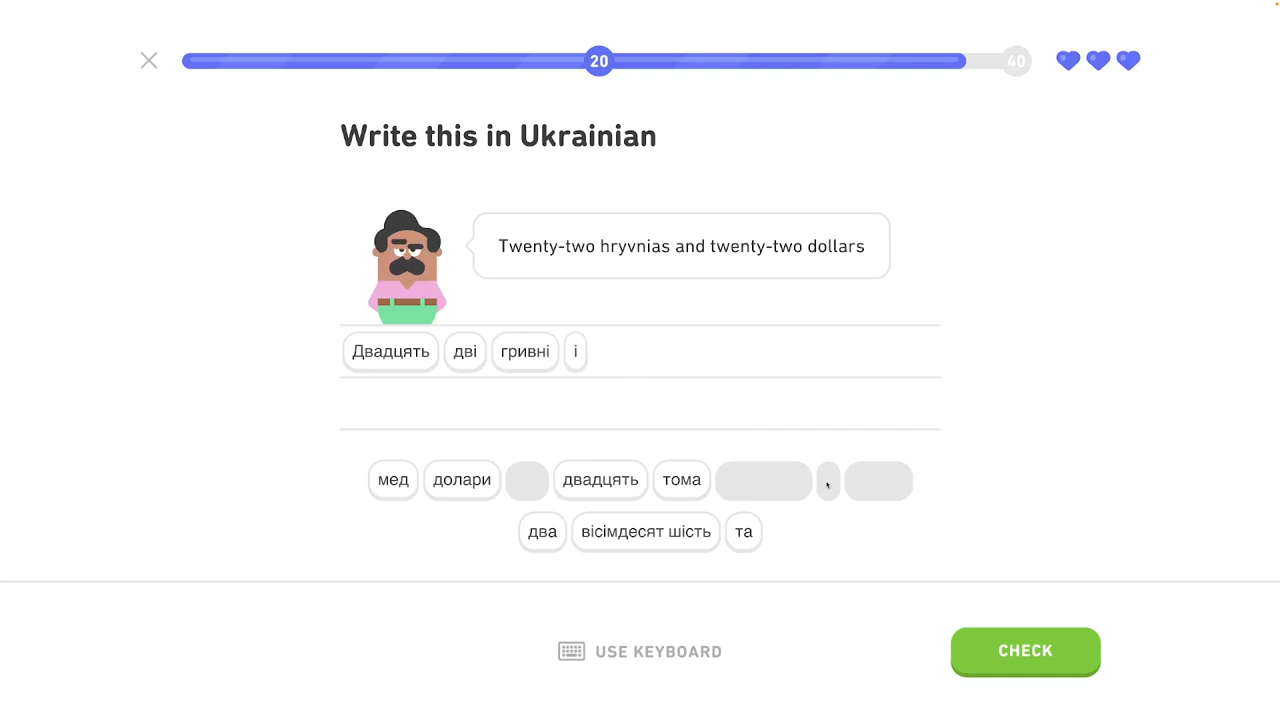 20
40
Write this in Ukrainian
Twenty-two hryvnias and twenty-two dollars
Двадцять дві гривні і
мед долари двадцять тома
два вісімдесят шість та
USE KEYBOARD
CHECK